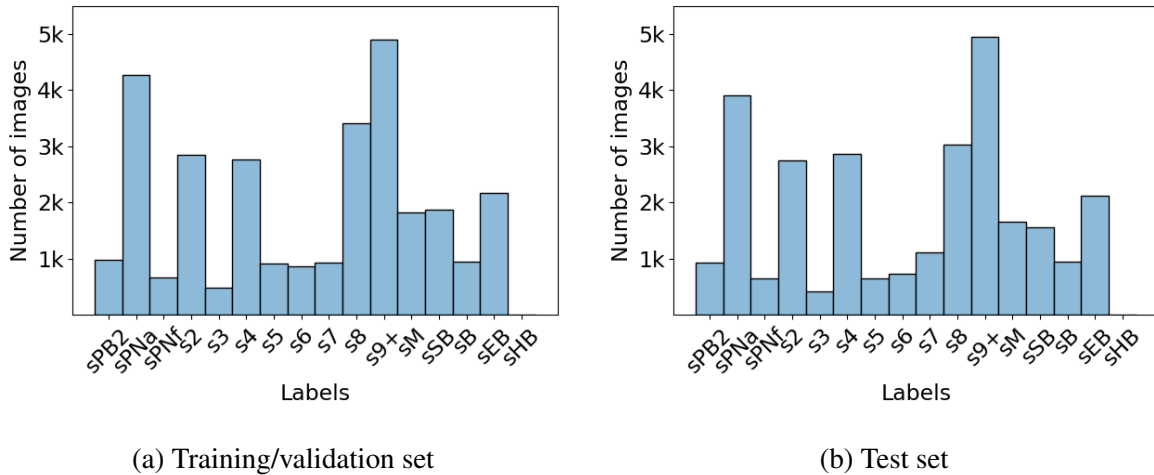 Number of images
5k
4k
3k
2k
1k
sPB2 sPNa sPNf s2 s3 s4 s5 s6 s7 s8 s9+ sM sSB sB sEB sHB
Labels
(a) Training/validation set
Number of images
5k
4k
3k
2k
1k
sPB2 sPNa sPNf s2 s3 s4 s5 s6 s7 s8 s9+ sM sSB sB sEB sHB
Labels
(b) Test set